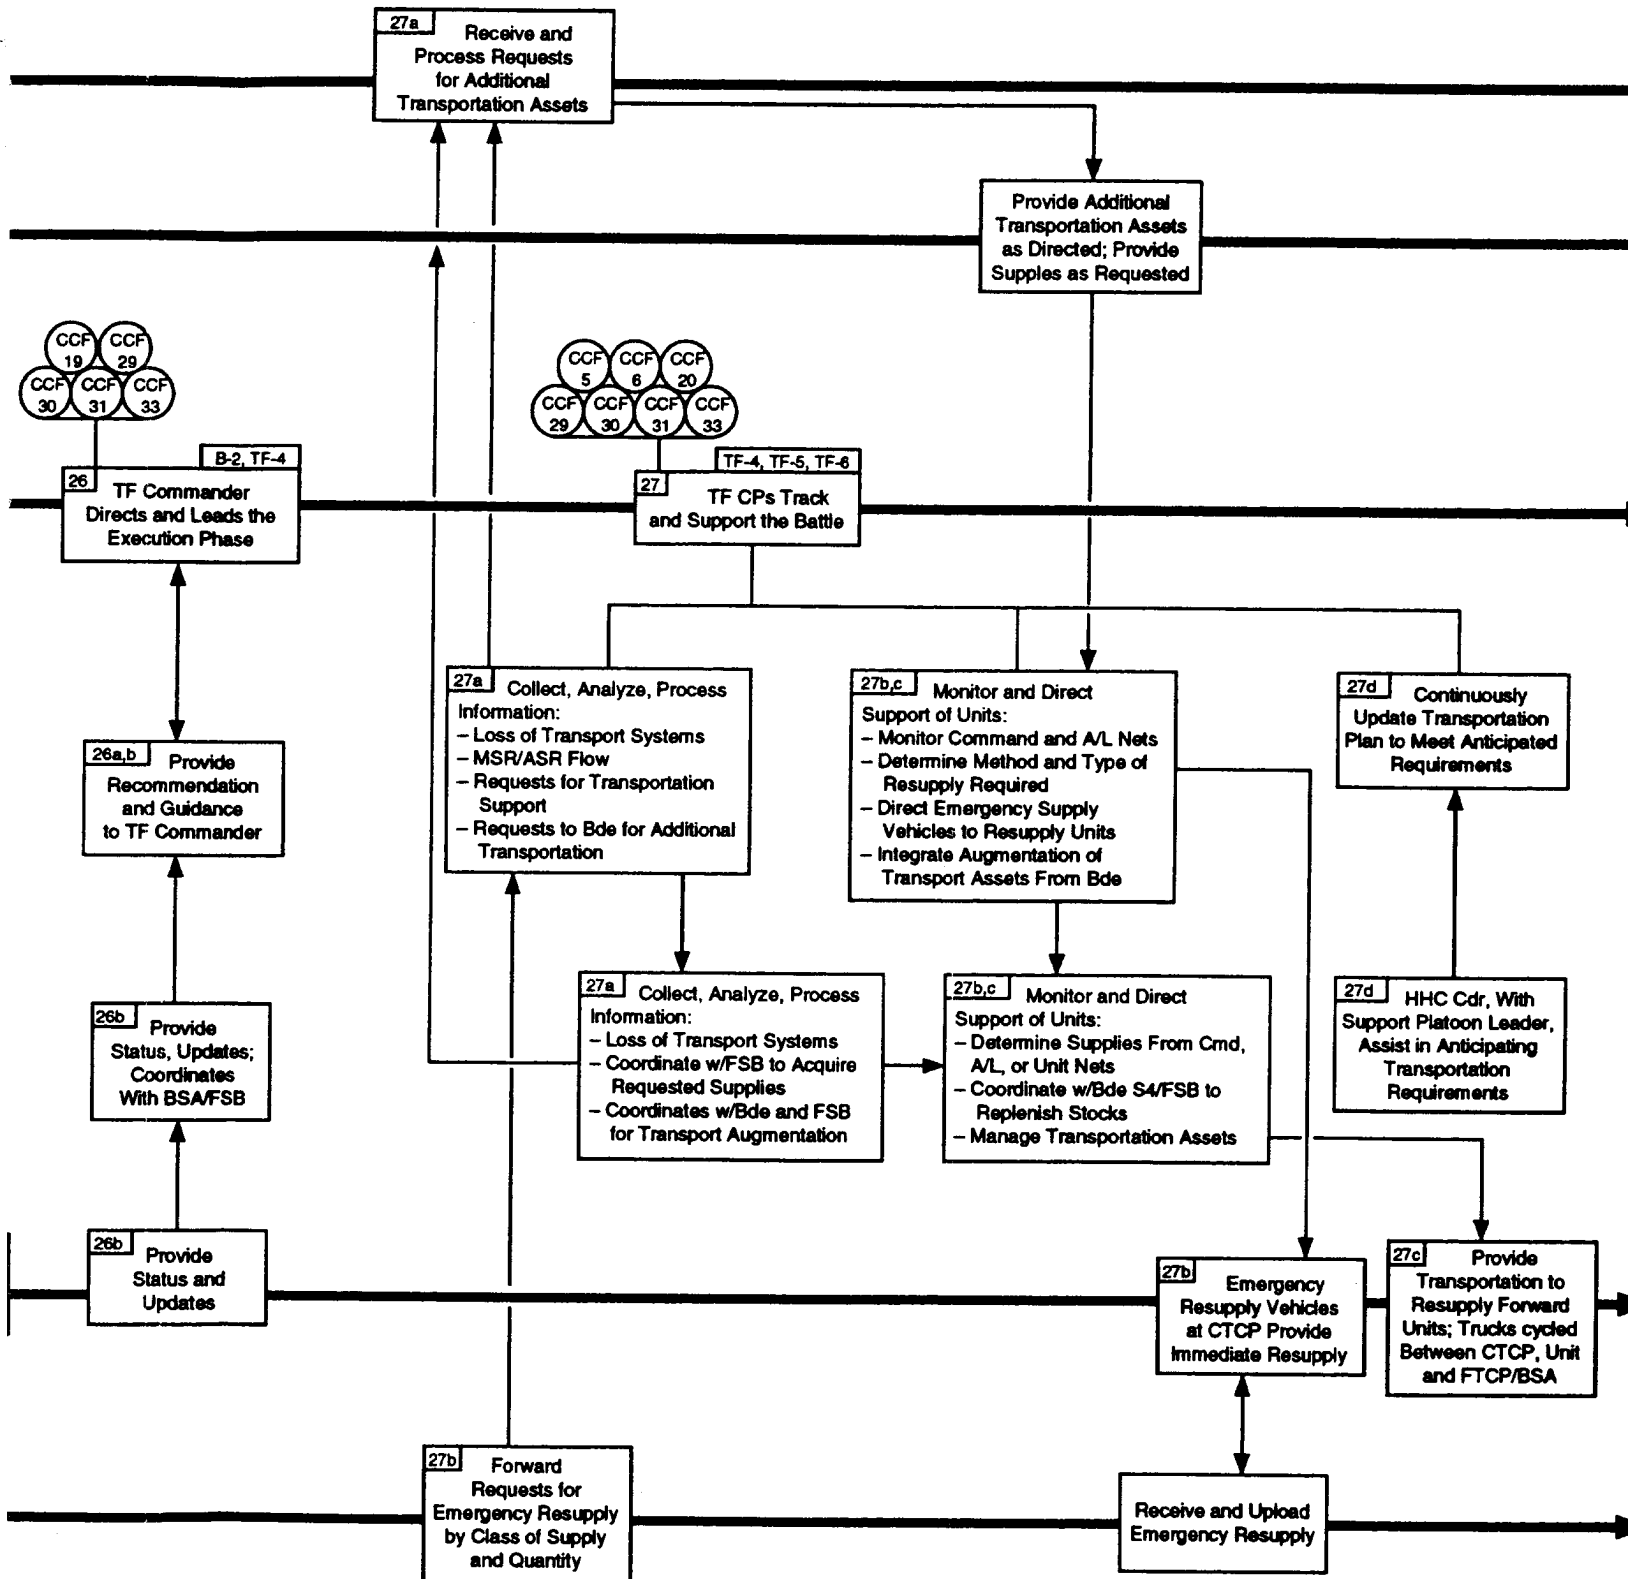 27a
Receive and
Process Requests
for Additional
Transportation Assets
Provide Additional
Transportation Assets
as Directed; Provide
Supples as Requested
CCF
19
CCF
29
CCF
30
CCF
31
CCF
33
CCF
5
CCF
6
CCF
20
CCF
29
CCF
30
CCF
31
CCF
33
B-2, TF-4
26
TF Commander
Directs and Leads the
Execution Phase
TF-4, TF-5, TF-6
27
TF CPs Track
and Support the Battle
26a,b
Provide
Recommendation
and Guidance
to TF Commander
27a
Collect, Analyze, Process
Information:
– Loss of Transport Systems
– MSR/ASR Flow
– Requests for Transportation
Support
– Requests to Bde for Additional
Transportation
27b,c
Monitor and Direct
Support of Units:
– Monitor Command and A/L Nets
– Determine Method and Type of
Resupply Required
– Direct Emergency Supply
Vehicles to Resupply Units
– Integrate Augmentation of
Transport Assets From Bde
27d
Continuously
Update Transportation
Plan to Meet Anticipated
Requirements
26b
Provide
Status, Updates;
Coordinates
With BSA/FSB
27a
Collect, Analyze, Process
Information:
– Loss of Transport Systems
– Coordinate w/FSB to Acquire
Requested Supplies
– Coordinates w/Bde and FSB
for Transport Augmentation
27b,c
Monitor and Direct
Support of Units:
– Determine Supplies From Cmd,
A/L, or Unit Nets
– Coordinate w/Bde S4/FSB to
Replenish Stocks
– Manage Transportation Assets
27d
HHC Cdr, With
Support Platoon Leader,
Assist in Anticipating
Transportation
Requirements
26b
Provide
Status and
Updates
27b
Emergency
Resupply Vehicles
at CTCP Provide
Immediate Resupply
27c
Provide
Transportation to
Resupply Forward
Units; Trucks cycled
Between CTCP, Unit
and FTCP/BSA
27b
Forward
Requests for
Emergency Resupply
by Class of Supply
and Quantity
Receive and Upload
Emergency Resupply